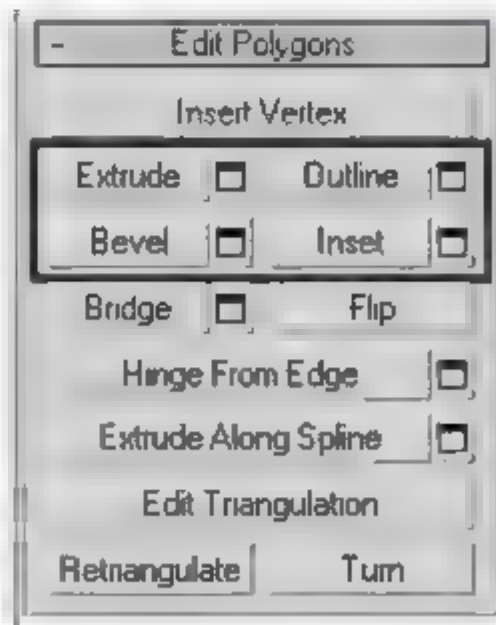 - Edit Polygons
Insert Vertex
Extrude Outline
Bevel Inset
Bridge Flip
Hinge From Edge
Extrude Along Spline
Edit Triangulation
Retriangulate Turn